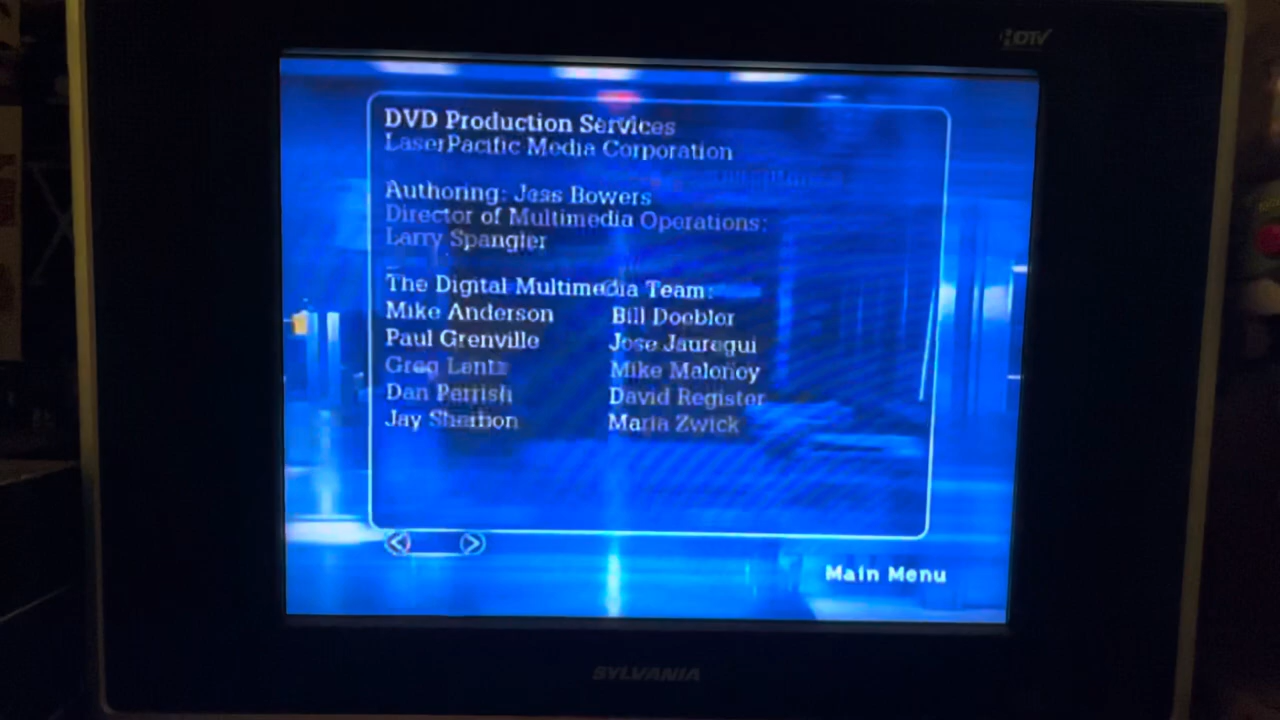 HDTV
DVD Production Services
LaserPacific Media Corporation
Authoring: Jess Bowers
Director of Multimedia Operations:
Larry Spangler
The Digital Multimedia Team:
Mike Anderson Bill Doebler
Paul Grenville Jose Jauregui
Greg Lentz Mike Maloney
Dan Parrish David Register
Jay Sherbon Maria Zwick
Main Menu
SYLVANIA